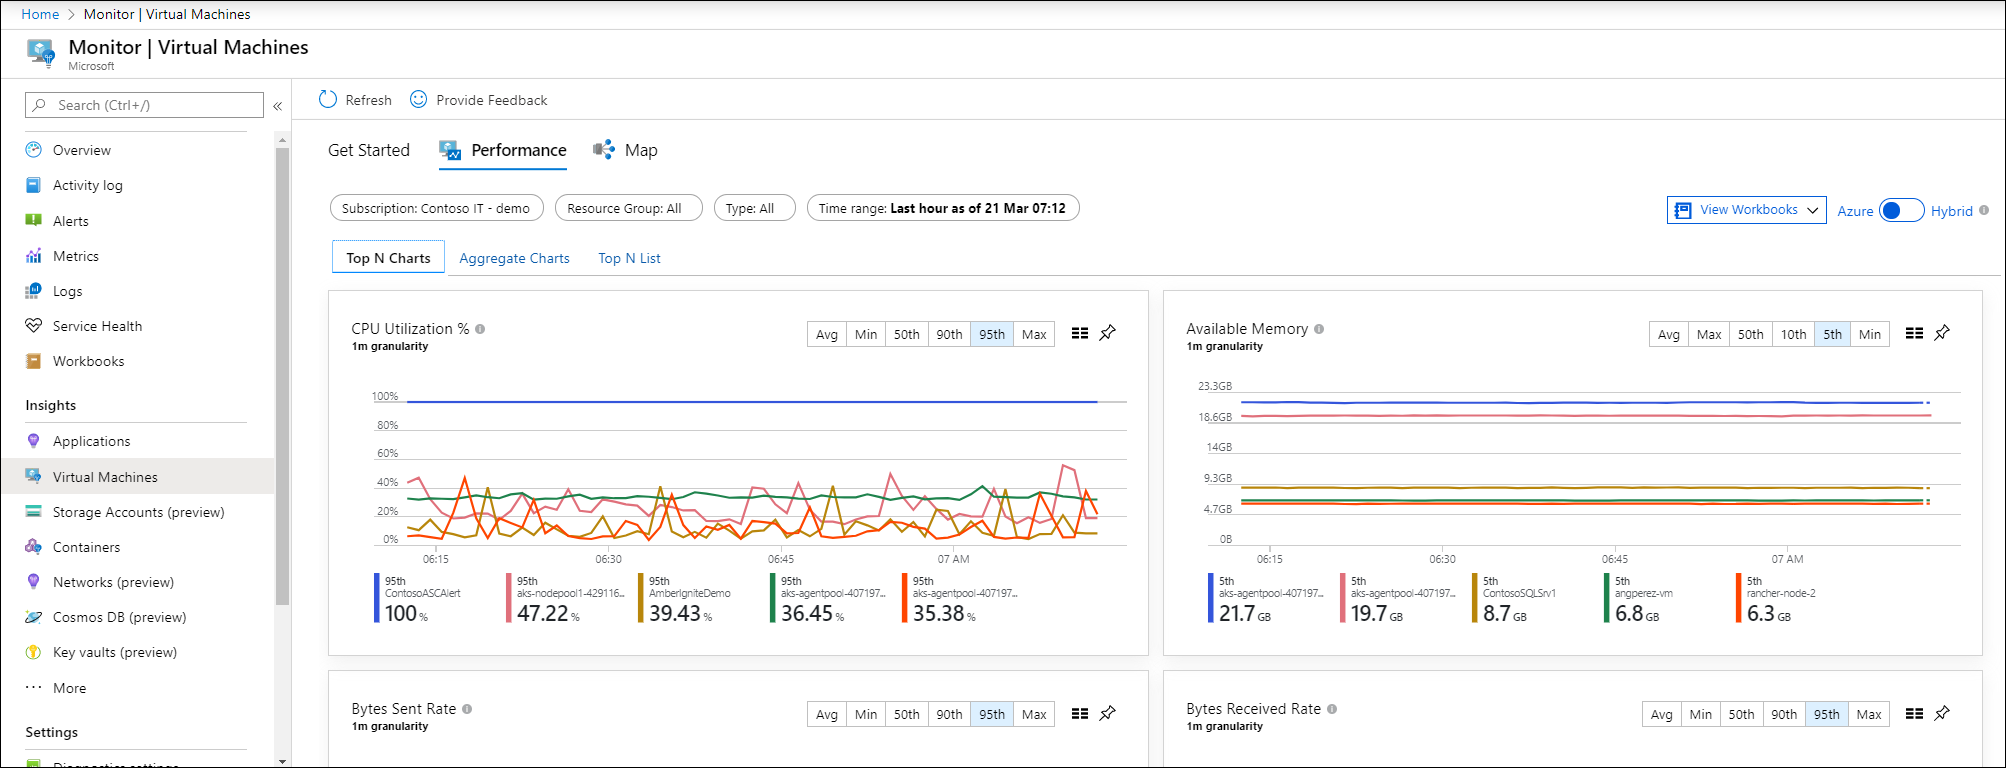 Home > Monitor | Virtual Machines
Monitor | Virtual Machines
Microsoft
Search (Ctrl+/)
«
Overview
Activity log
Alerts
Metrics
Logs
Service Health
Workbooks
Insights
Applications
Virtual Machines
Storage Accounts (preview)
Containers
Networks (preview)
Cosmos DB (preview)
Key vaults (preview)
··· More
Settings
Diagnostics settings
Refresh Provide Feedback
Get Started Performance Map
Subscription: Contoso IT - demo Resource Group: All Type: All Time range: Last hour as of 21 Mar 07:12
View Workbooks Azure Hybrid
Top N Charts Aggregate Charts Top N List
CPU Utilization %
1m granularity
Avg Min 50th 90th 95th Max
100%
80%
60%
40%
20%
0%
06:15 06:30 06:45 07 AM
95th
ContosoASCAlert
100 %
95th
aks-nodepool1-429116...
47.22 %
95th
AmberIgniteDemo
39.43 %
95th
aks-agentpool-407197...
36.45 %
95th
aks-agentpool-407197...
35.38 %
Available Memory
1m granularity
Avg Max 50th 10th 5th Min
23.3GB
18.6GB
14GB
9.3GB
4.7GB
0B
06:15 06:30 06:45 07 AM
5th
aks-agentpool-407197...
21.7 GB
5th
aks-agentpool-407197...
19.7 GB
5th
ContosoSQLSrv1
8.7 GB
5th
angperez-vm
6.8 GB
5th
rancher-node-2
6.3 GB
Bytes Sent Rate
1m granularity
Avg Min 50th 90th 95th Max
Bytes Received Rate
1m granularity
Avg Min 50th 90th 95th Max